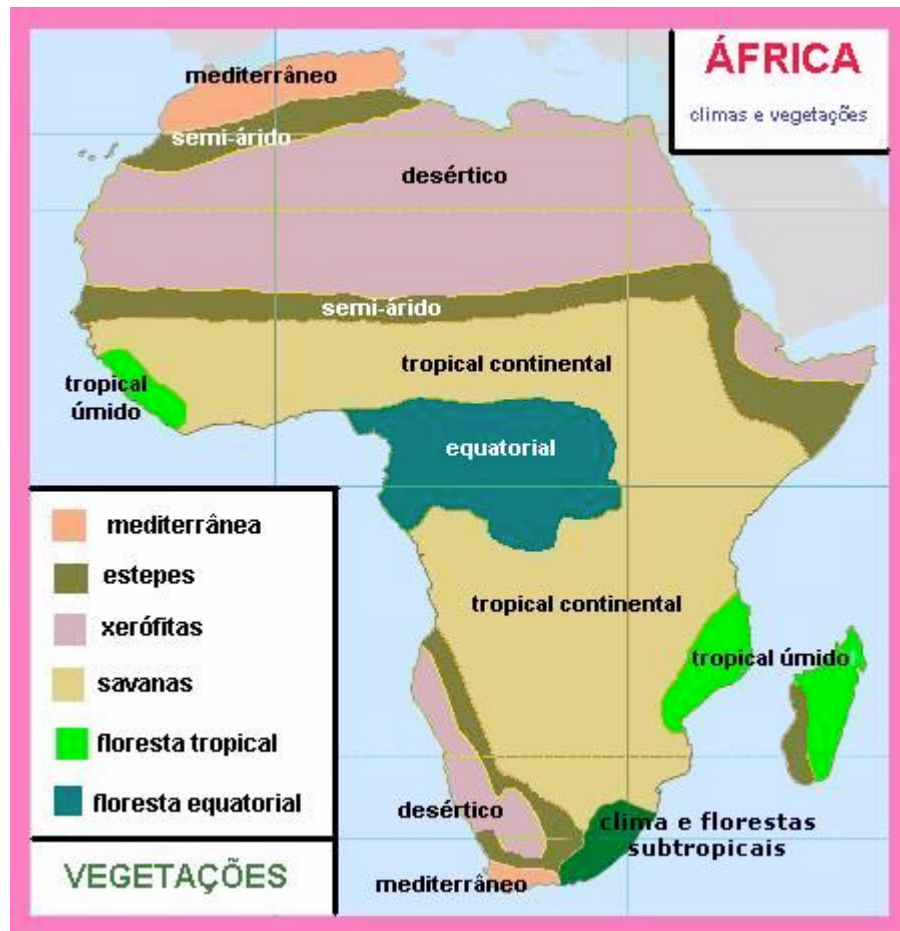 ÁFRICA
climas e vegetações
mediterrâneo
semi-árido
desértico
semi-árido
tropical continental
tropical
úmido
equatorial
tropical continental
tropical úmido
desértico
clima e florestas
subtropicais
mediterrâneo
mediterrânea
estepes
xerófitas
savanas
floresta tropical
floresta equatorial
VEGETAÇÕES